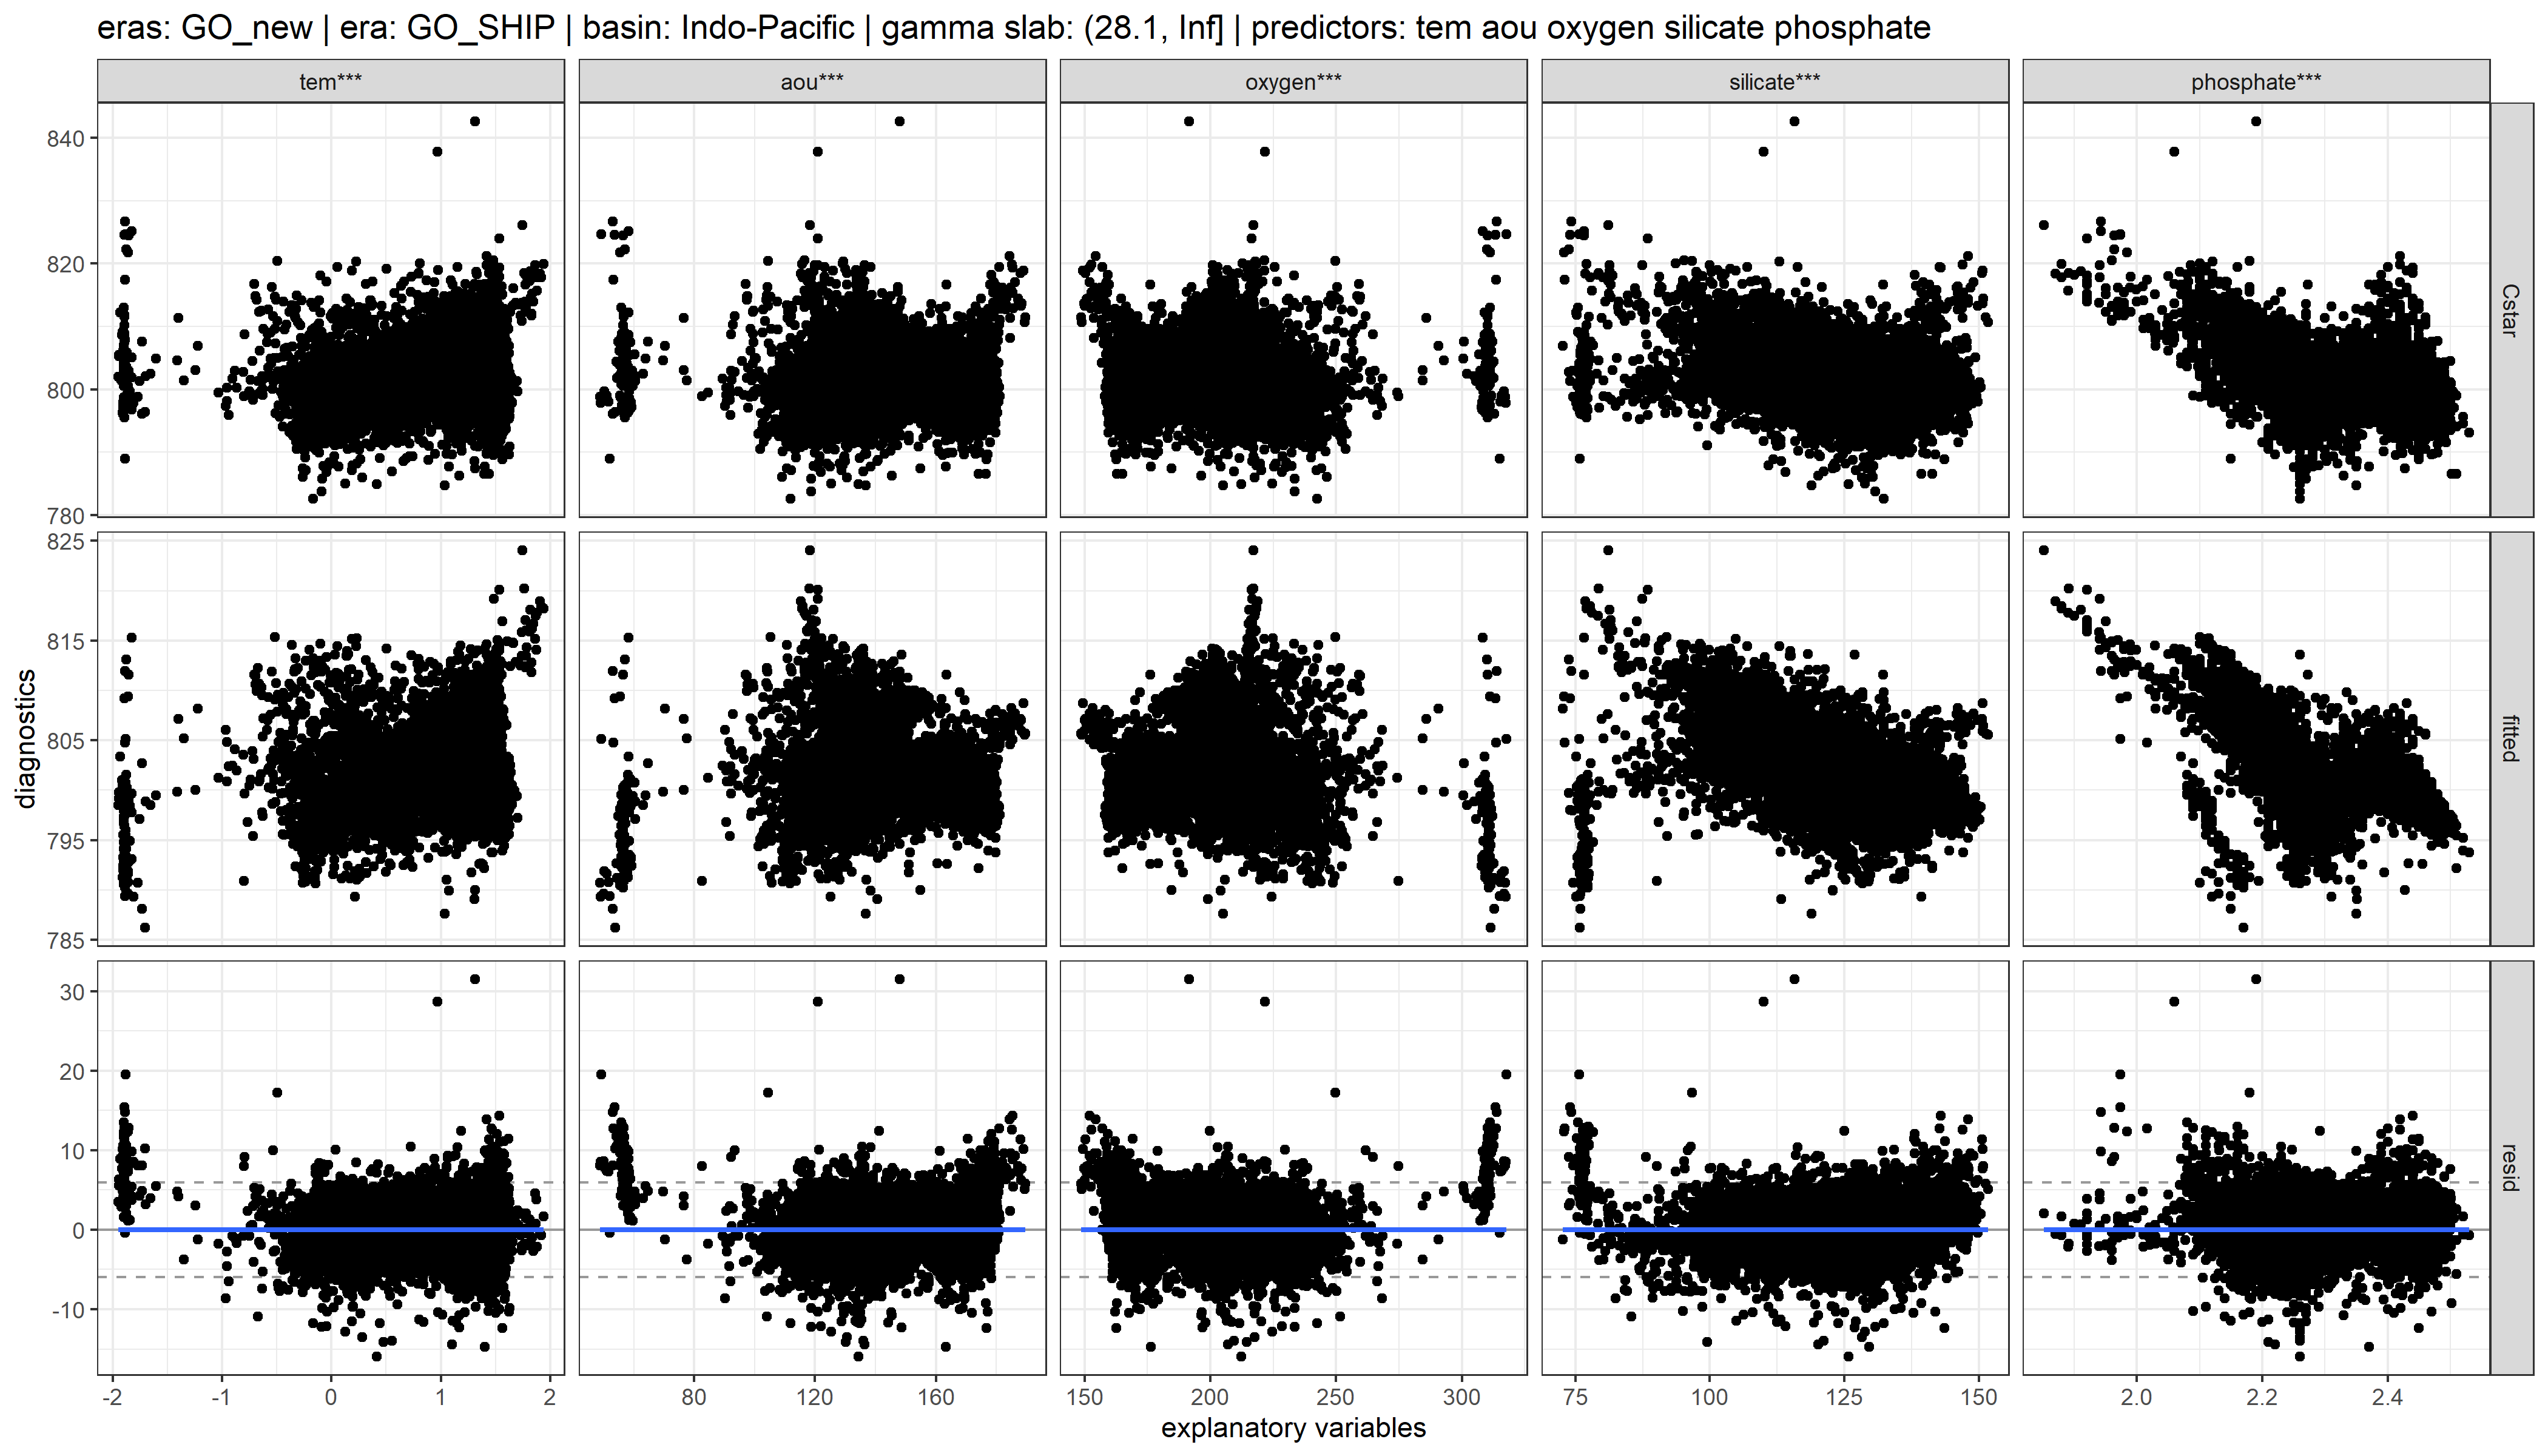 eras: GO_new | era: GO_SHIP | basin: Indo-Pacific | gamma slab: (28.1, Inf] | predictors: tem aou oxygen silicate phosphate
tem*** aou*** oxygen*** silicate*** phosphate***
840
820
800
780
Cstar
825
815
805
795
785
fitted
diagnostics
30
20
10
0
-10
resid
-2 -1 0 1 2 80 120 160 150 200 250 300 75 100 125 150 2.0 2.2 2.4
explanatory variables